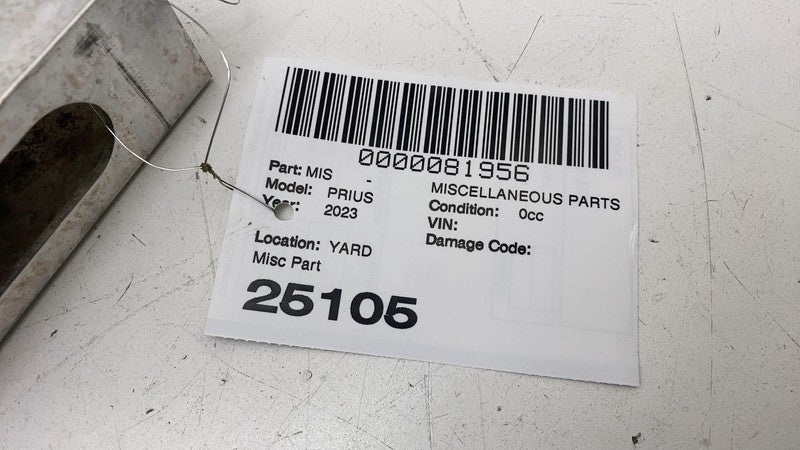 0000081956
Part: MIS -
MISCELLANEOUS PARTS
Model: PRIUS
Condition: 0cc
Year: 2023
VIN:
Damage Code:
Location: YARD
Misc Part
25105